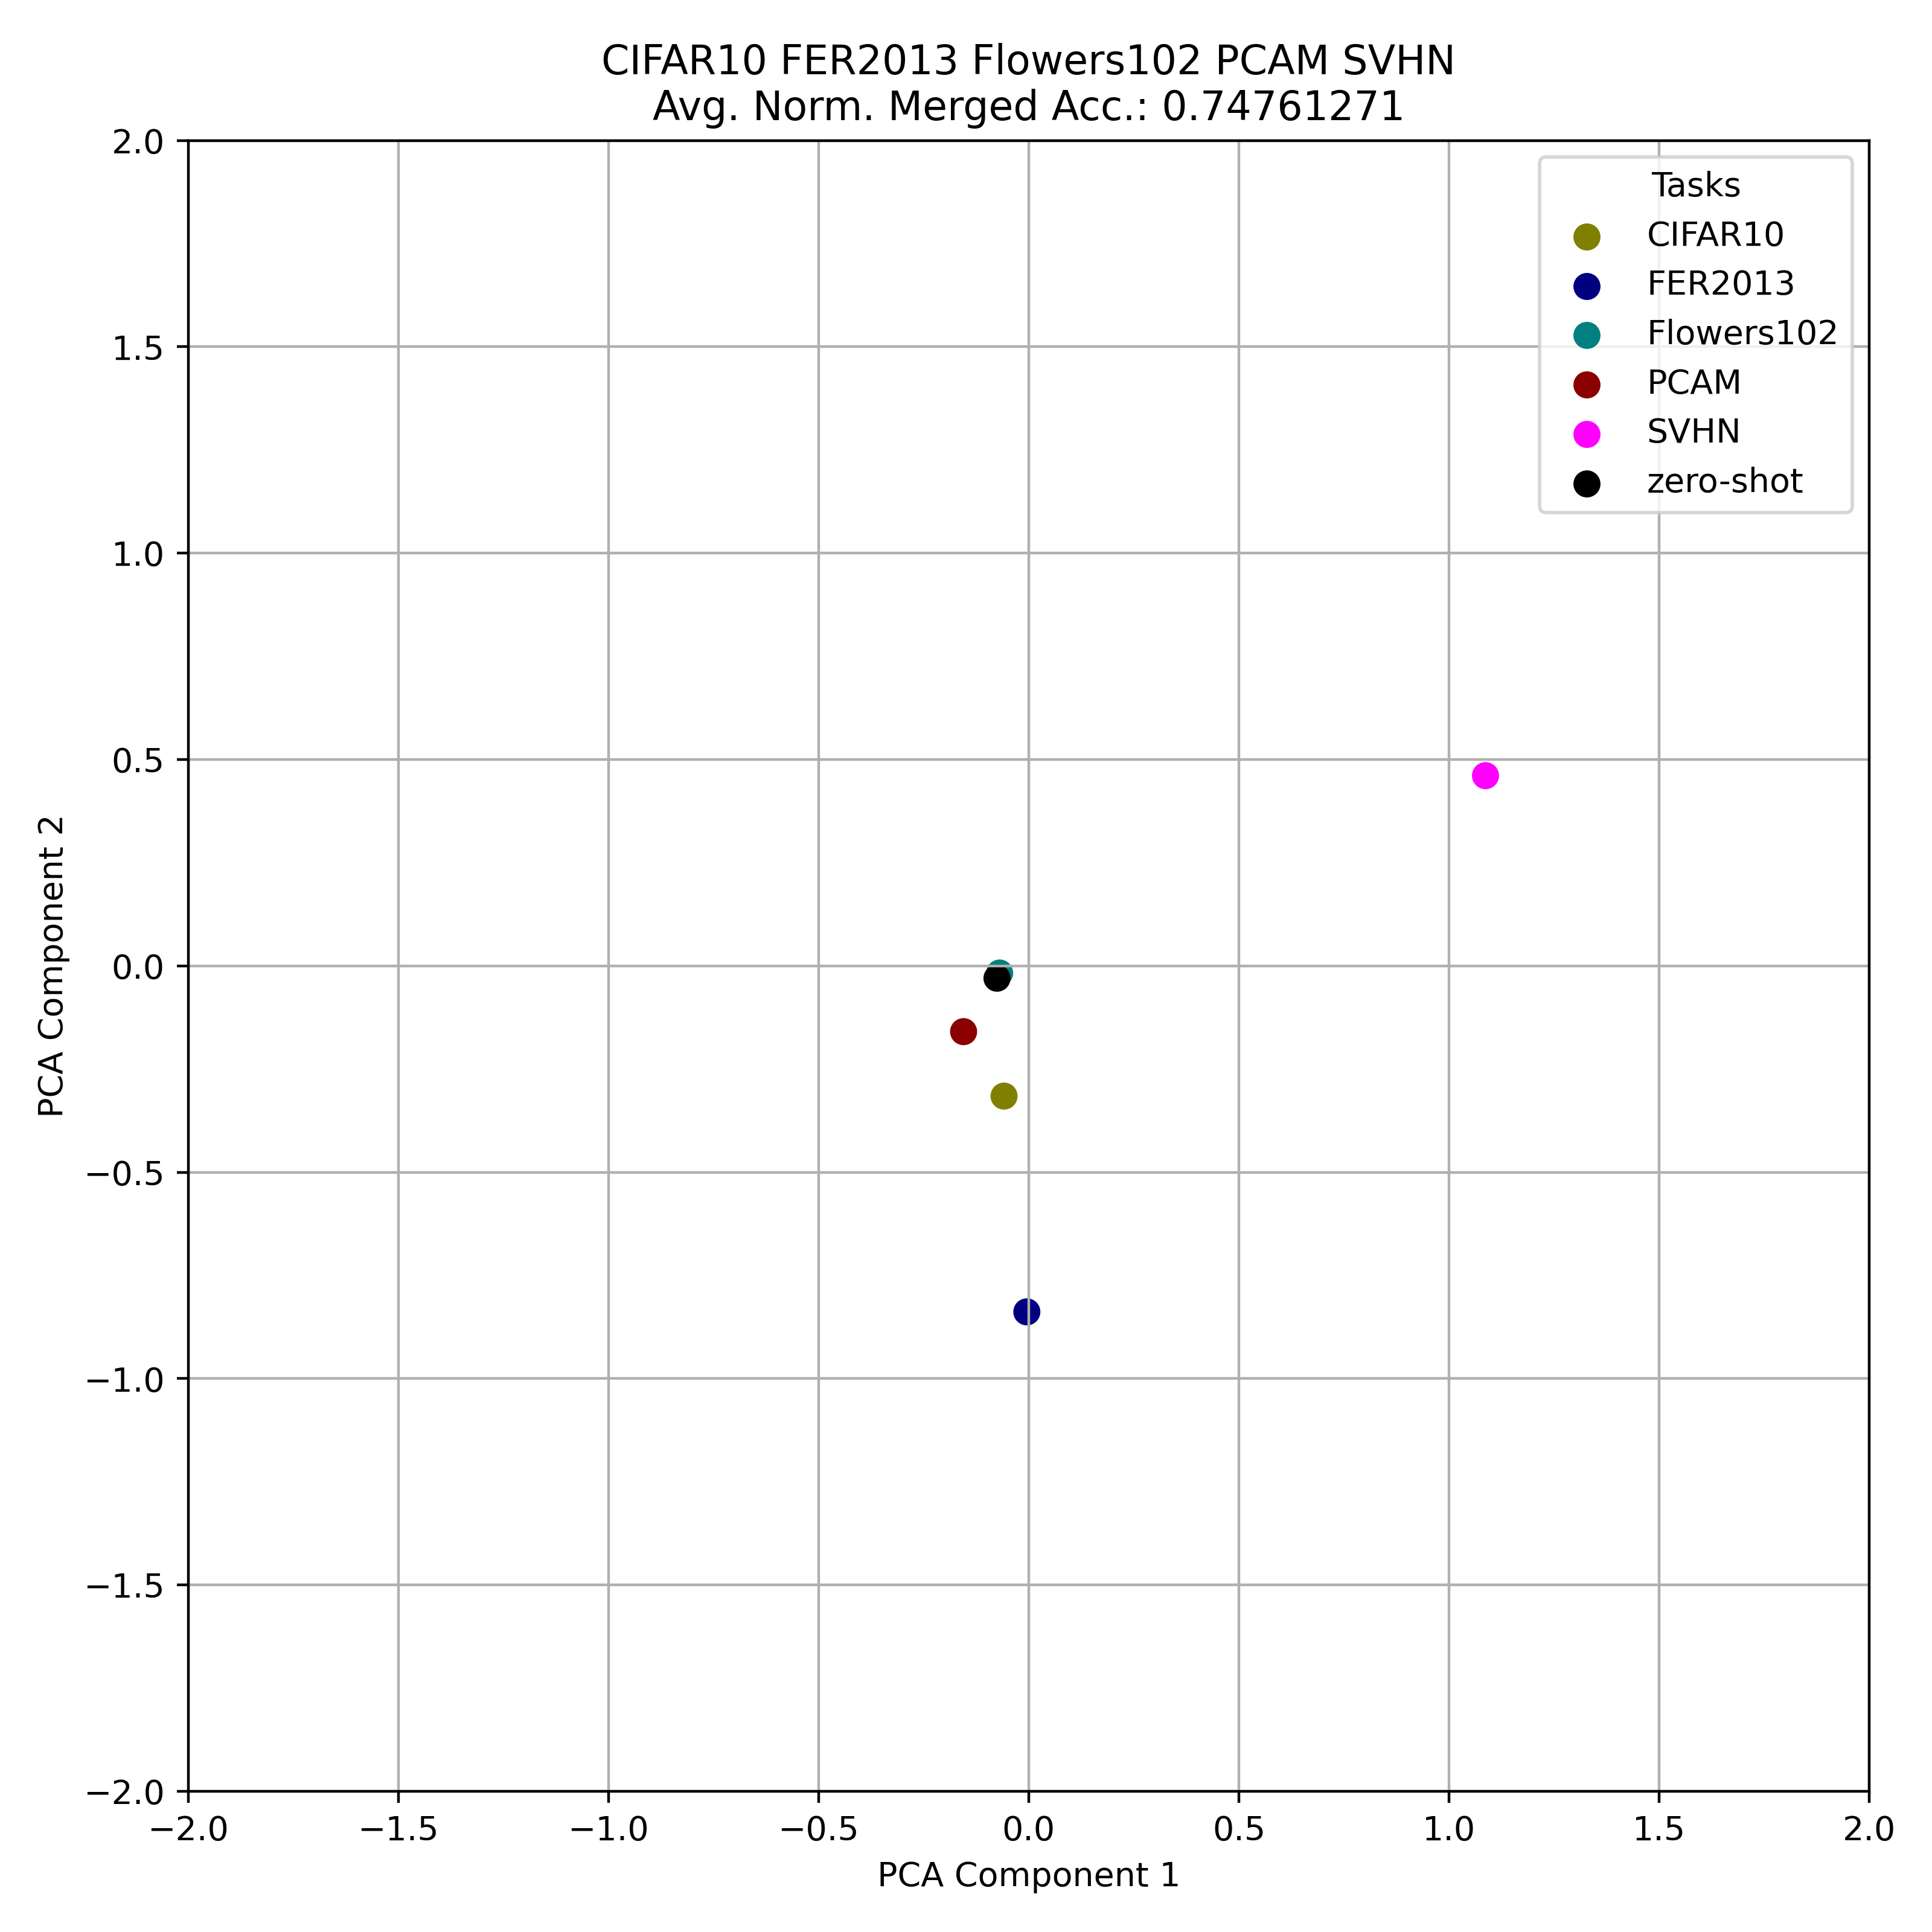 CIFAR10 FER2013 Flowers102 PCAM SVHN
Avg. Norm. Merged Acc.: 0.74761271
Tasks
CIFAR10
FER2013
Flowers102
PCAM
SVHN
zero-shot
PCA Component 2
2.0
1.5
1.0
0.5
0.0
−0.5
−1.0
−1.5
−2.0
−2.0 −1.5 −1.0 −0.5 0.0 0.5 1.0 1.5 2.0
PCA Component 1